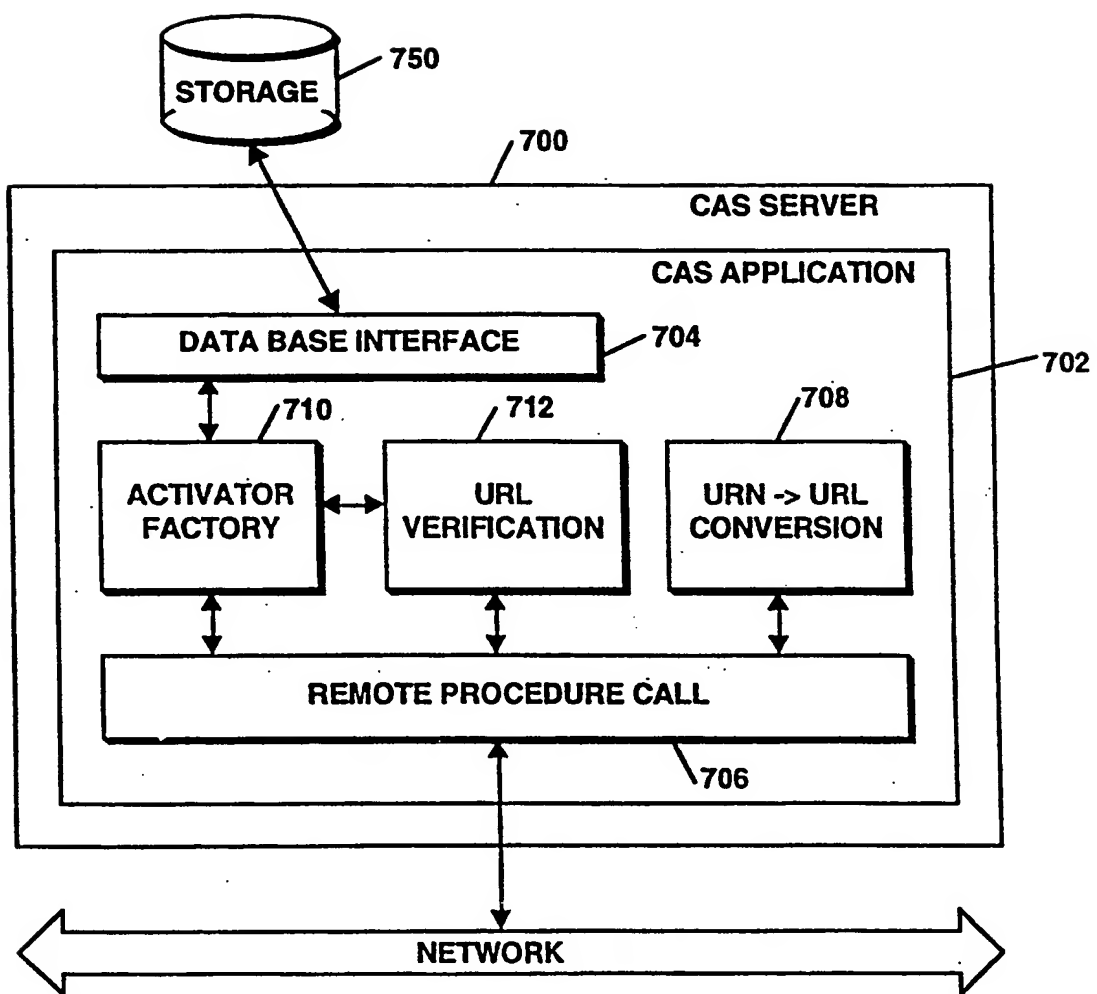 STORAGE
750
700
CAS SERVER
CAS APPLICATION
DATA BASE INTERFACE
704
702
710
712
708
ACTIVATOR
FACTORY
URL
VERIFICATION
URN -> URL
CONVERSION
REMOTE PROCEDURE CALL
706
NETWORK